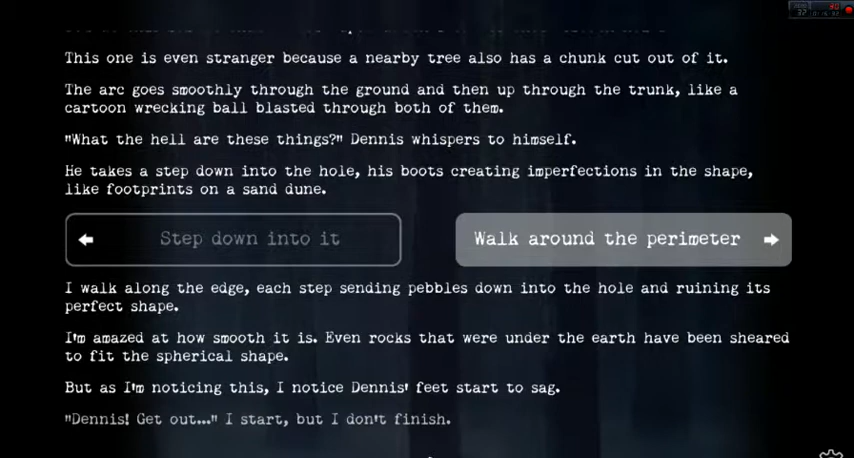 This one is even stranger because a nearby tree also has a chunk cut out of it.
The arc goes smoothly through the ground and then up through the trunk, like a
cartoon wrecking ball blasted through both of them.
"What the hell are these things?" Dennis whispers to himself.
He takes a step down into the hole, his boots creating imperfections in the shape,
like footprints on a sand dune.
Step down into it
Walk around the perimeter
I walk along the edge, each step sending pebbles down into the hole and ruining its
perfect shape.
I'm amazed at how smooth it is. Even rocks that were under the earth have been sheared
to fit the spherical shape.
But as I'm noticing this, I notice Dennis' feet start to sag.
"Dennis! Get out..." I start, but I don't finish.